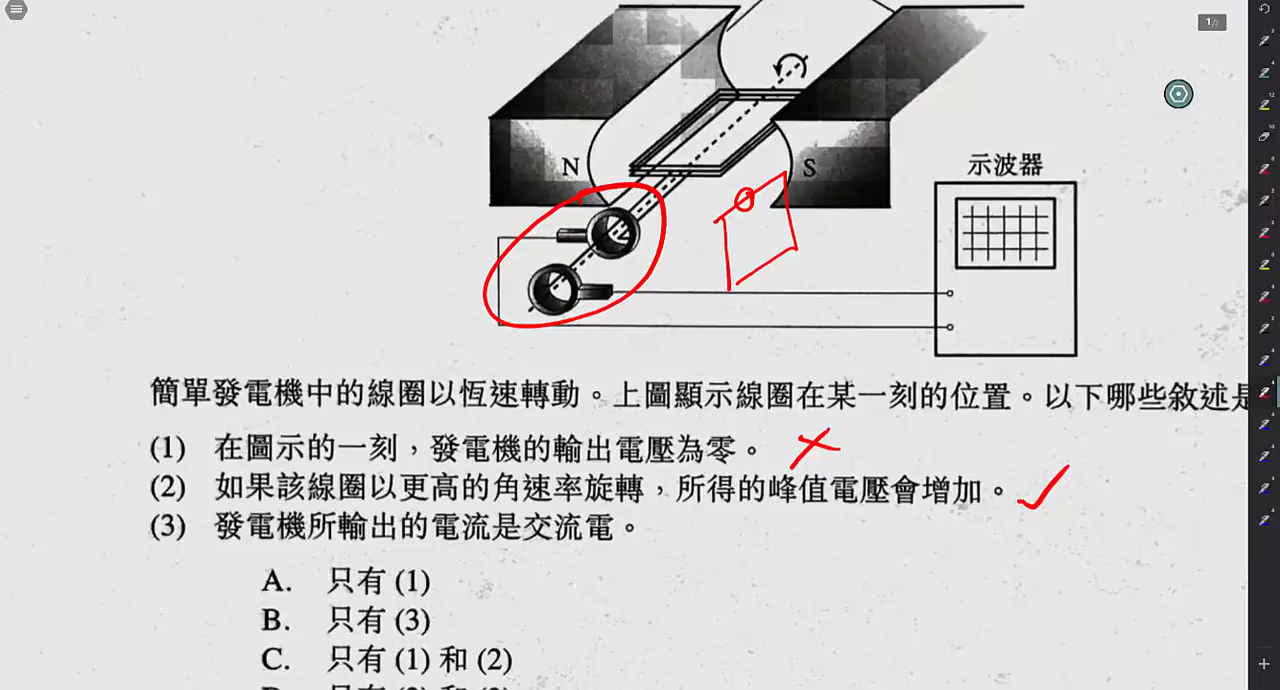 1/2
N
S
示波器
簡單發電機中的線圈以恆速轉動。上圖顯示線圈在某一刻的位置。以下哪些敘述是
(1) 在圖示的一刻，發電機的輸出電壓為零。
(2) 如果該線圈以更高的角速率旋轉，所得的峰值電壓會增加。
(3) 發電機所輸出的電流是交流電。
A. 只有 (1)
B. 只有 (3)
C. 只有 (1) 和 (2)